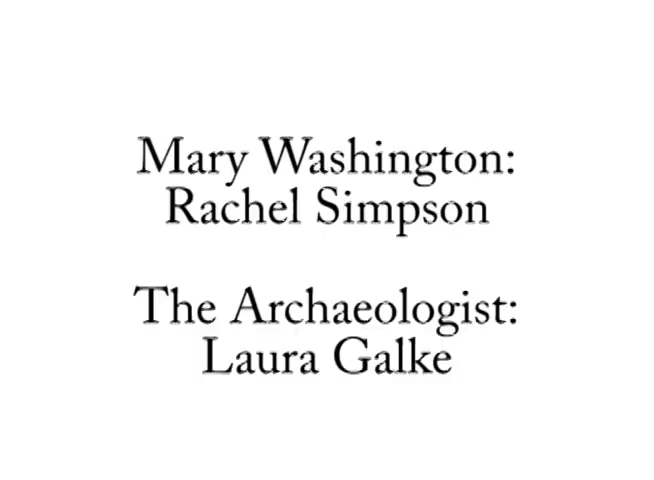 Mary Washington:
Rachel Simpson
The Archaeologist:
Laura Galke